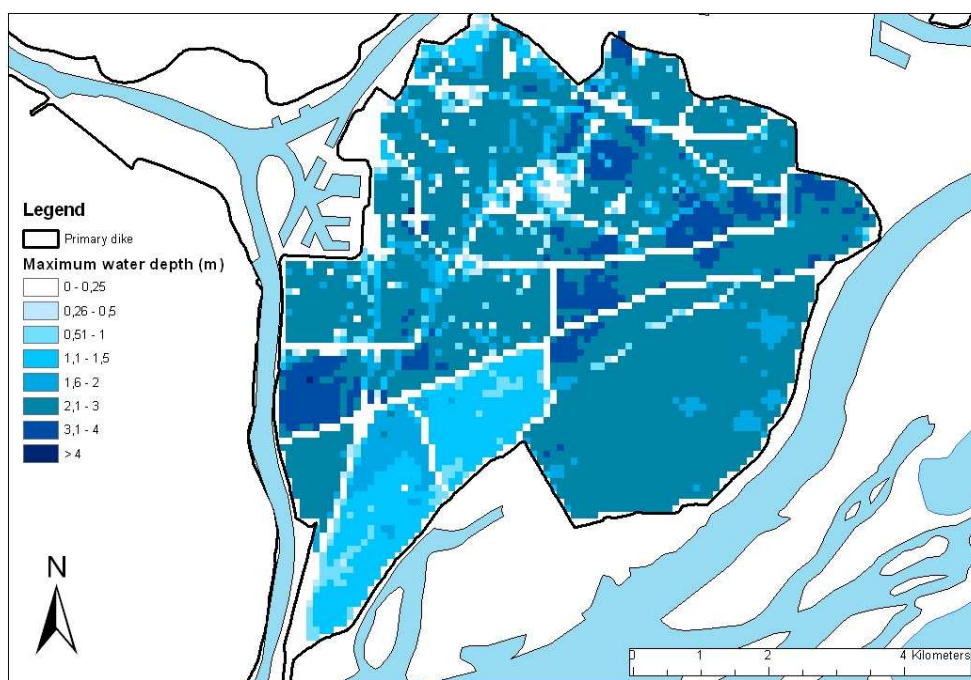 Legend
Primary dike
Maximum water depth (m)
0 - 0,25
0,26 - 0,5
0,51 - 1
1,1 - 1,5
1,6 - 2
2,1 - 3
3,1 - 4
> 4
N
0 1 2 4 Kilometers